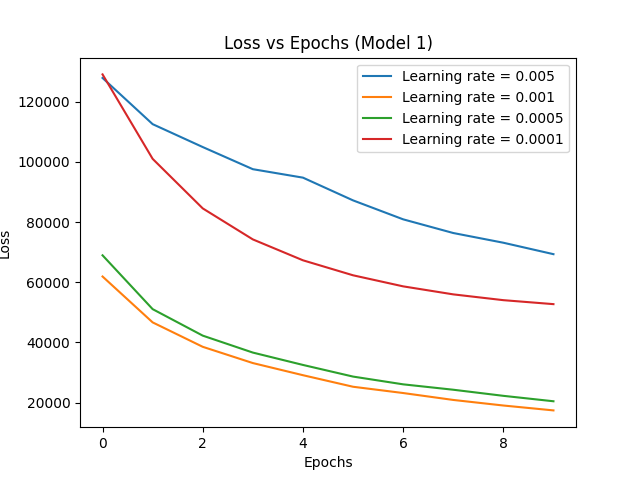 Loss vs Epochs (Model 1)
Learning rate = 0.005
Learning rate = 0.001
Learning rate = 0.0005
Learning rate = 0.0001
120000
100000
80000
60000
40000
20000
Loss
0 2 4 6 8
Epochs